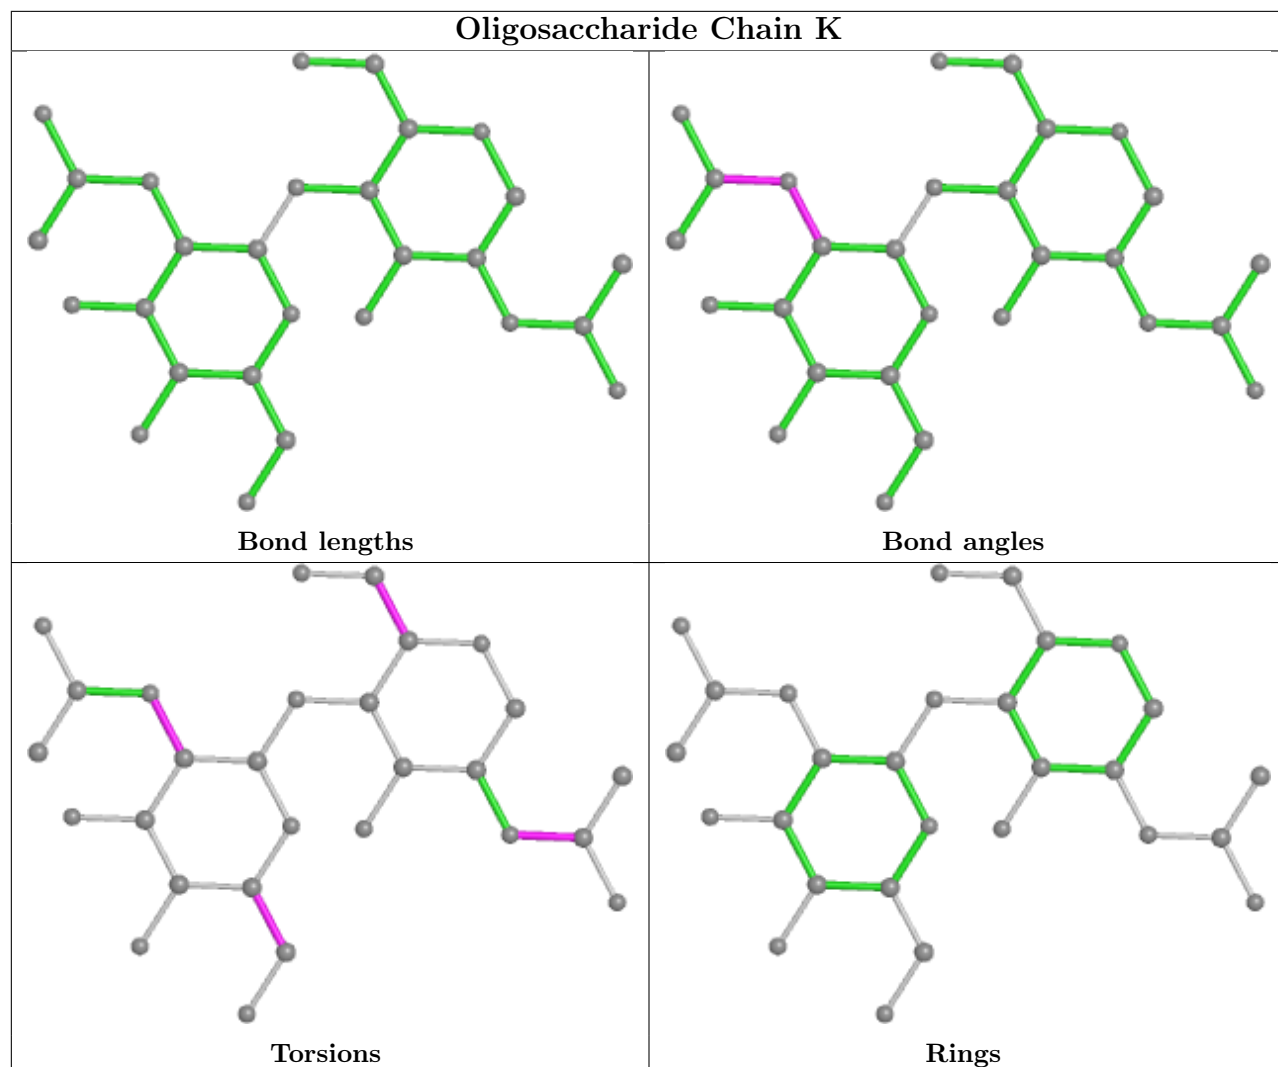 Oligosaccharide Chain K
Bond lengths
Bond angles
Torsions
Rings